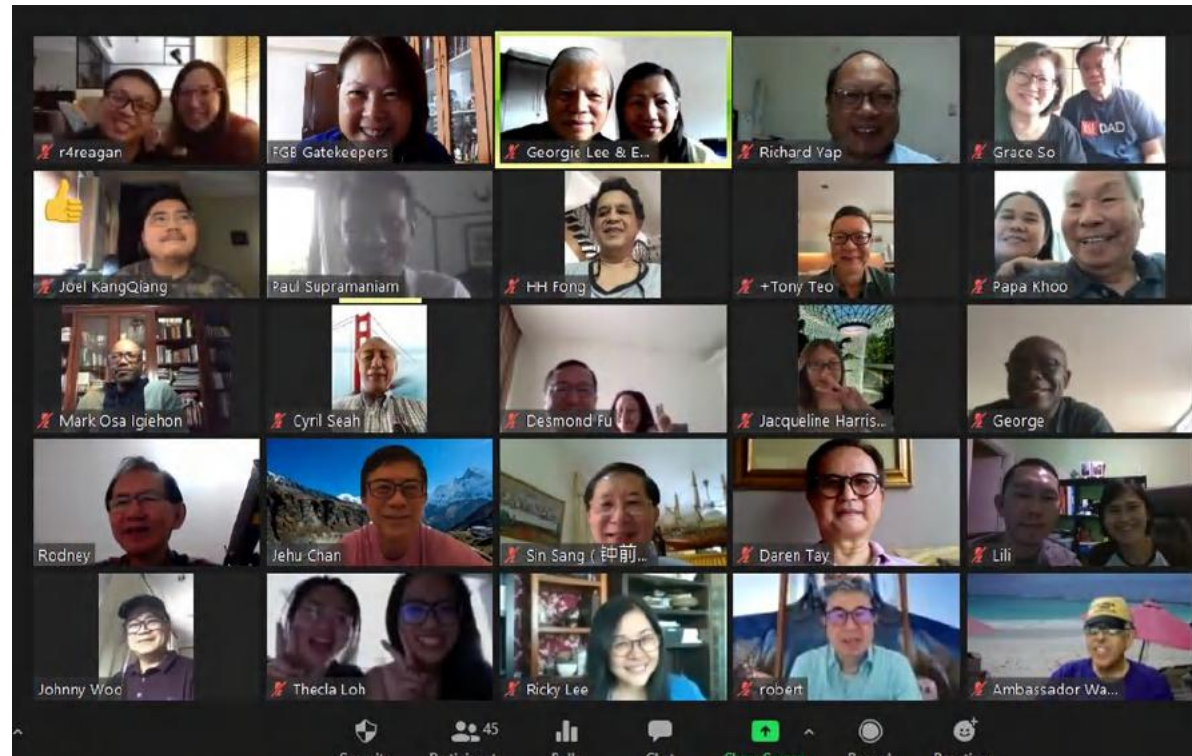 r4reagan
FGB Gatekeepers
Georgie Lee & E...
Richard Yap
Grace So
DAD
Joel KangQiang
Paul Supramaniam
HH Fong
+Tony Teo
Papa Khoo
Mark Osa Igiehon
Cyril Seah
Desmond Fu
Jacqueline Harris...
George
Rodney
Jehu Chan
Sin Sang ( 钟前...
Daren Tay
Lili
Johnny Woo
Thecla Loh
Ricky Lee
robert
Ambassador Wa...
45